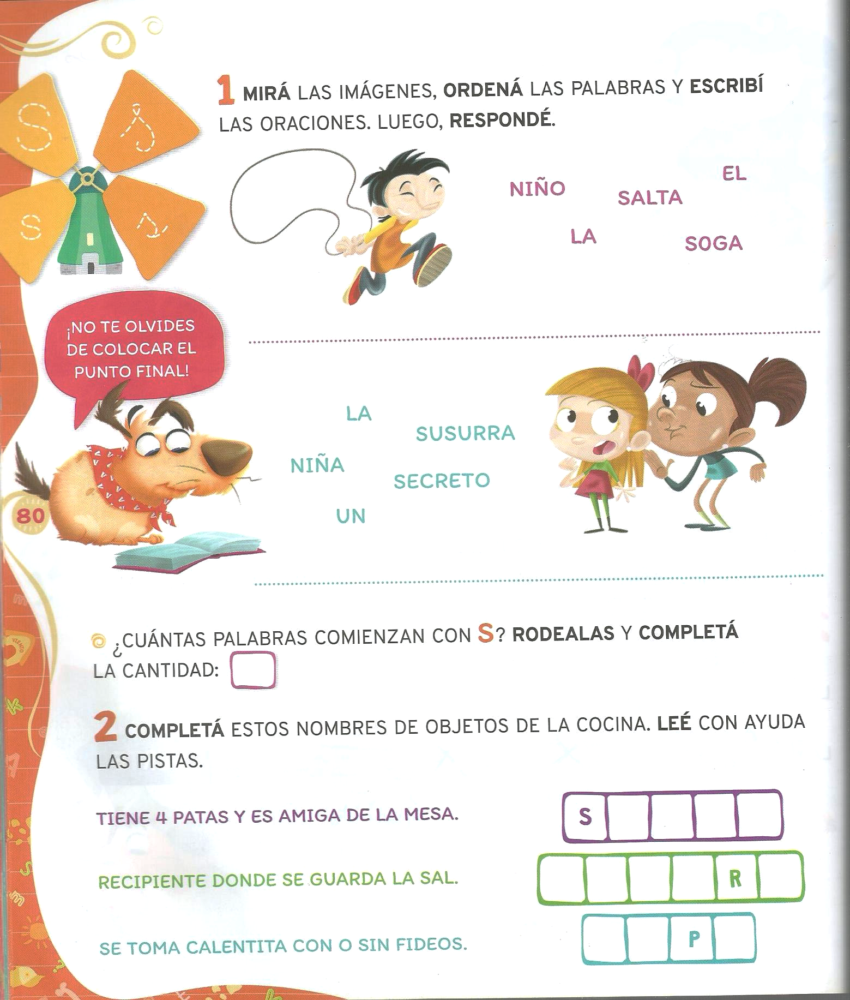 S
S
s
s
1 MIRÁ LAS IMÁGENES, ORDENÁ LAS PALABRAS Y ESCRIBÍ
LAS ORACIONES. LUEGO, RESPONDÉ.
NIÑO
SALTA
EL
LA
SOGA
¡NO TE OLVIDES
DE COLOCAR EL
PUNTO FINAL!
LA
SUSURRA
NIÑA
SECRETO
UN
80
¿CUÁNTAS PALABRAS COMIENZAN CON S? RODEALAS Y COMPLETÁ
LA CANTIDAD:
2 COMPLETÁ ESTOS NOMBRES DE OBJETOS DE LA COCINA. LEÉ CON AYUDA
LAS PISTAS.
TIENE 4 PATAS Y ES AMIGA DE LA MESA.
S
RECIPIENTE DONDE SE GUARDA LA SAL.
R
SE TOMA CALENTITA CON O SIN FIDEOS.
P